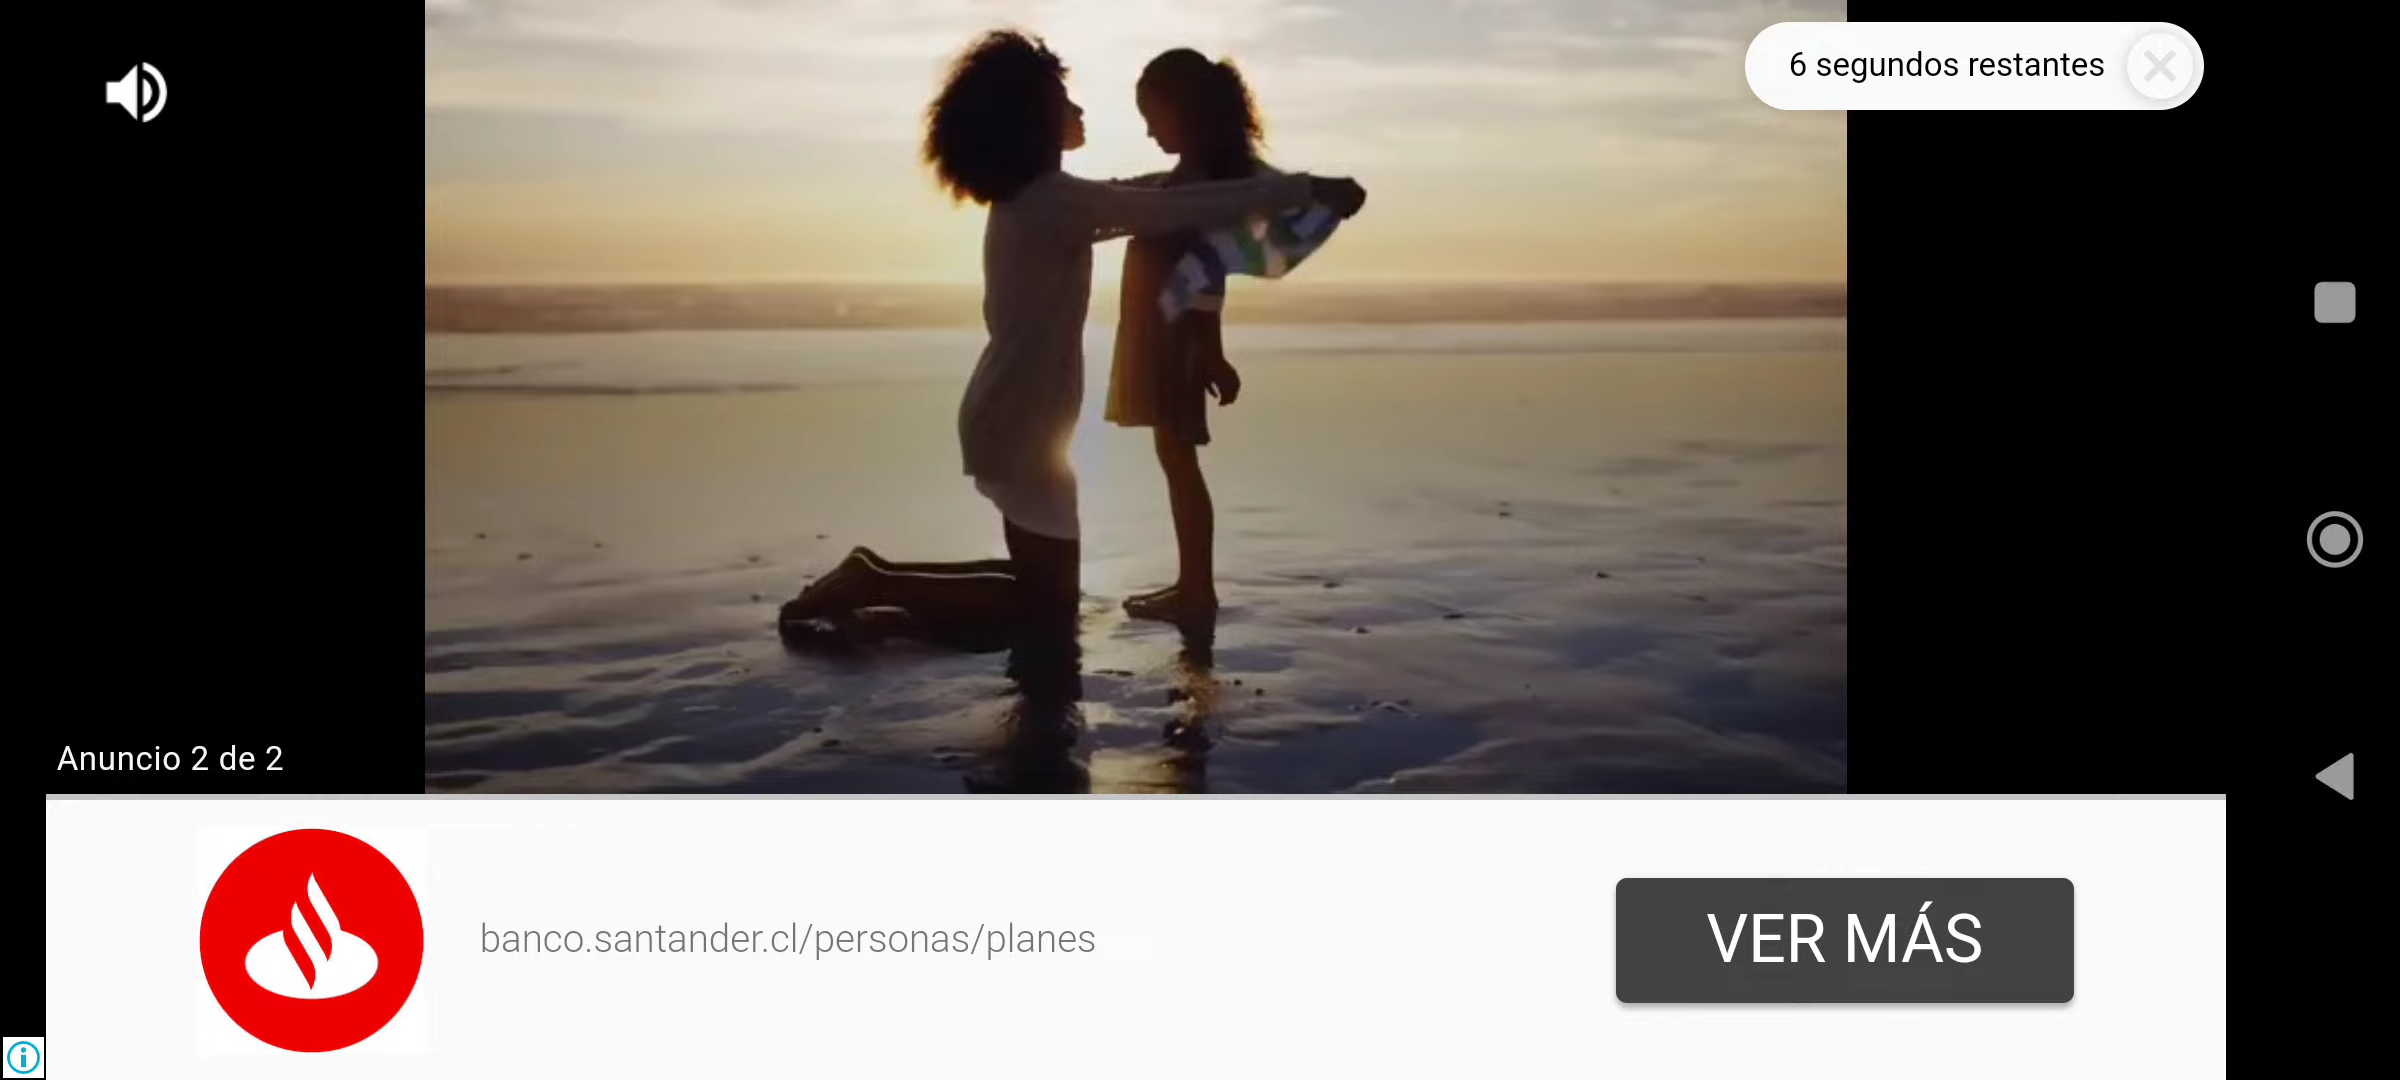 6 segundos restantes
Anuncio 2 de 2
banco.santander.cl/personas/planes
VER MÁS